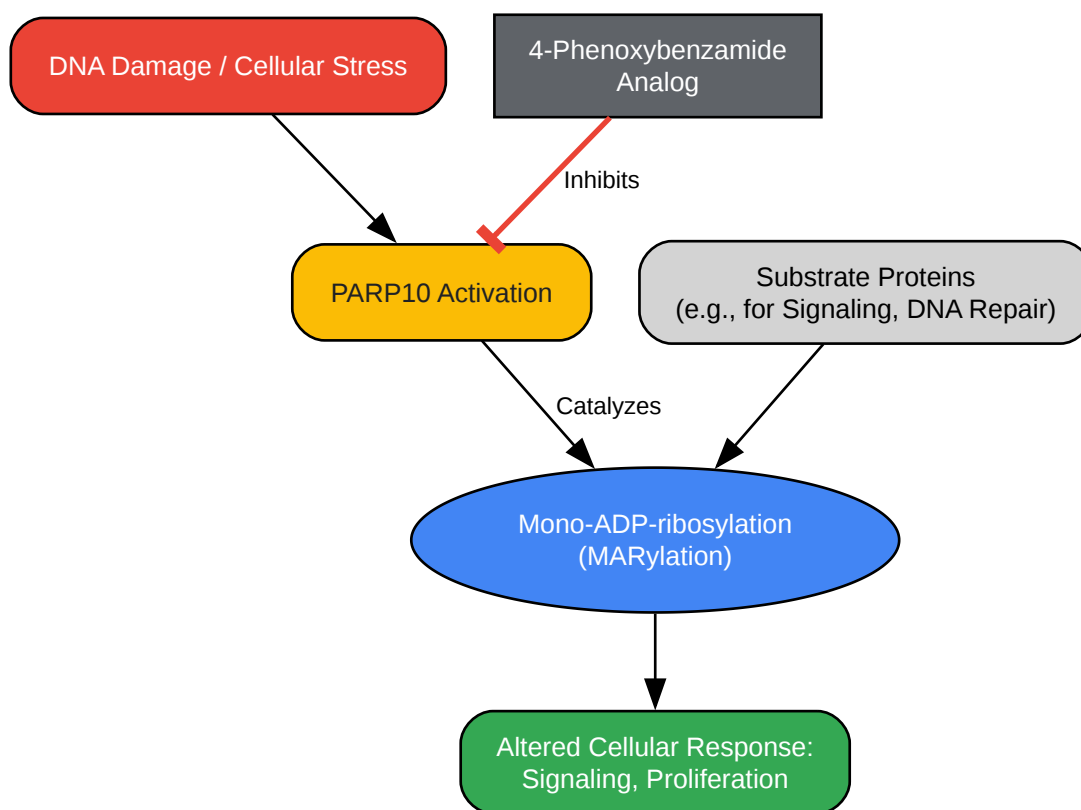 DNA Damage / Cellular Stress
4-Phenoxybenzamide
Analog
Inhibits
PARP10 Activation
Substrate Proteins
(e.g., for Signaling, DNA Repair)
Catalyzes
Mono-ADP-ribosylation
(MARylation)
Altered Cellular Response:
Signaling, Proliferation